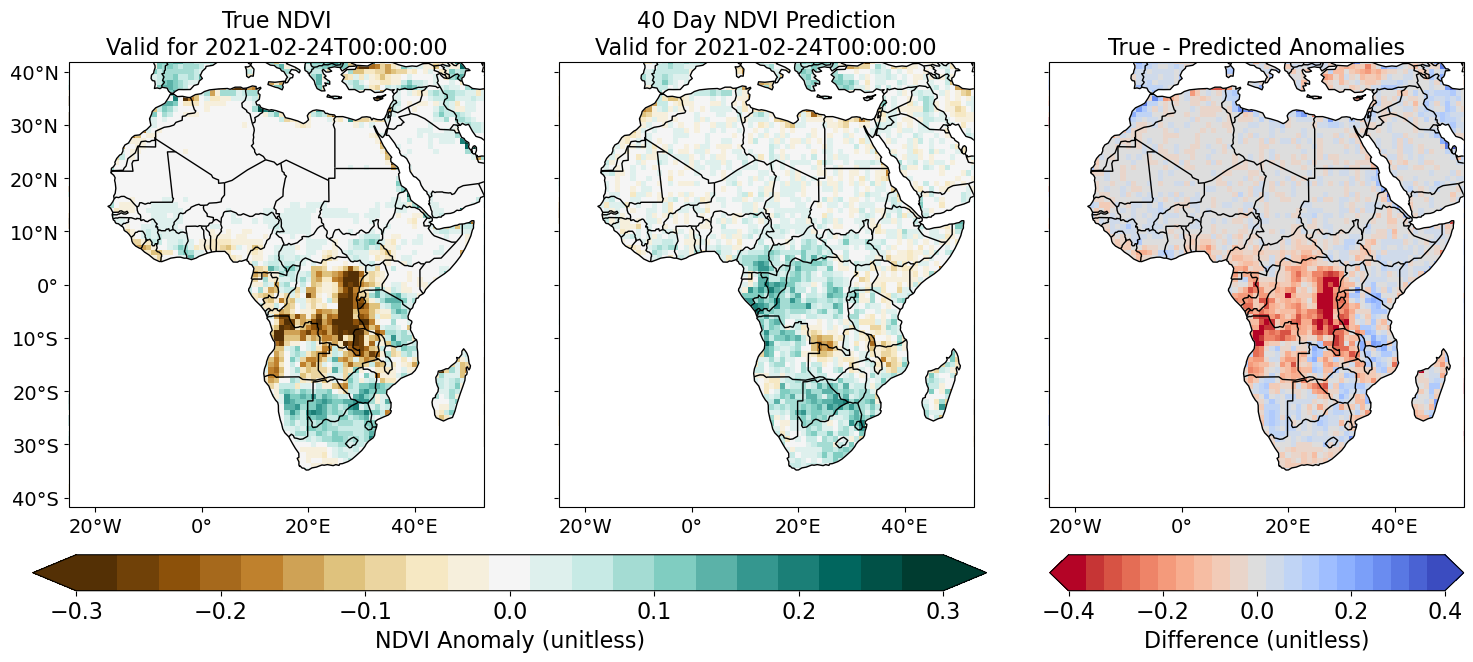 True NDVI
Valid for 2021-02-24T00:00:00
40 Day NDVI Prediction
Valid for 2021-02-24T00:00:00
True - Predicted Anomalies
40°N
30°N
20°N
10°N
0°
10°S
20°S
30°S
40°S
20°W 0° 20°E 40°E
20°W 0° 20°E 40°E
20°W 0° 20°E 40°E
−0.3 −0.2 −0.1 0.0 0.1 0.2 0.3
NDVI Anomaly (unitless)
−0.4 −0.2 0.0 0.2 0.4
Difference (unitless)